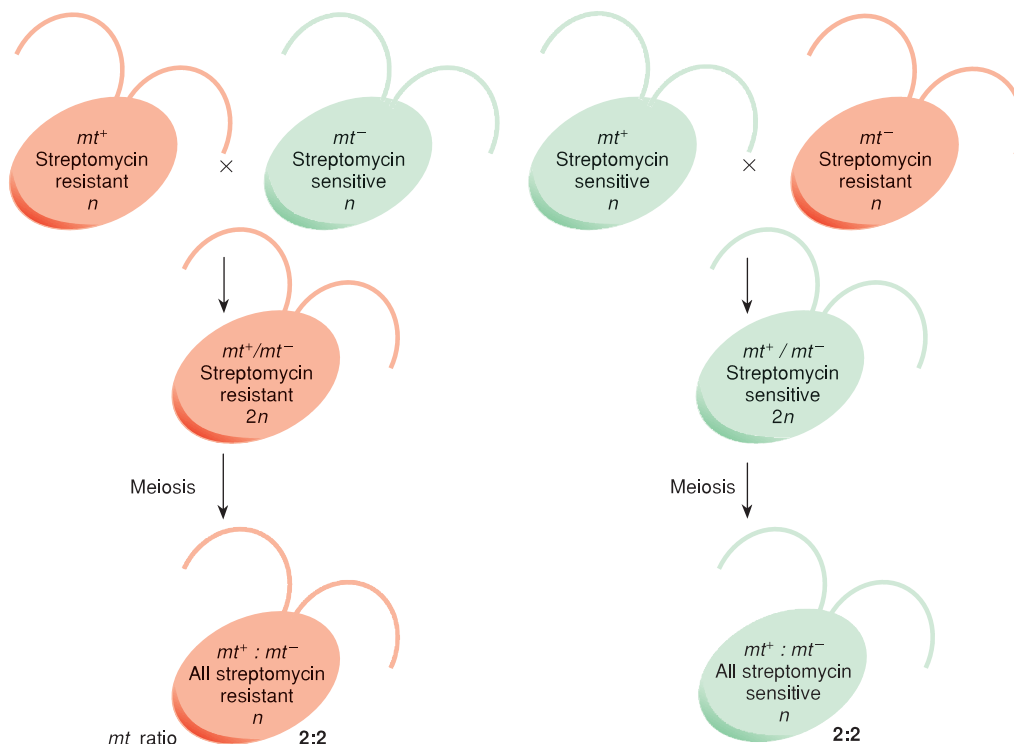 mt⁺
Streptomycin
resistant
n
×
mt⁻
Streptomycin
sensitive
n
mt⁺
Streptomycin
sensitive
n
×
mt⁻
Streptomycin
resistant
n
mt⁺/mt⁻
Streptomycin
resistant
2n
mt⁺ / mt⁻
Streptomycin
sensitive
2n
Meiosis
Meiosis
mt⁺ : mt⁻
All streptomycin
resistant
n
mt⁺ : mt⁻
All streptomycin
sensitive
n
mt ratio 2:2
2:2